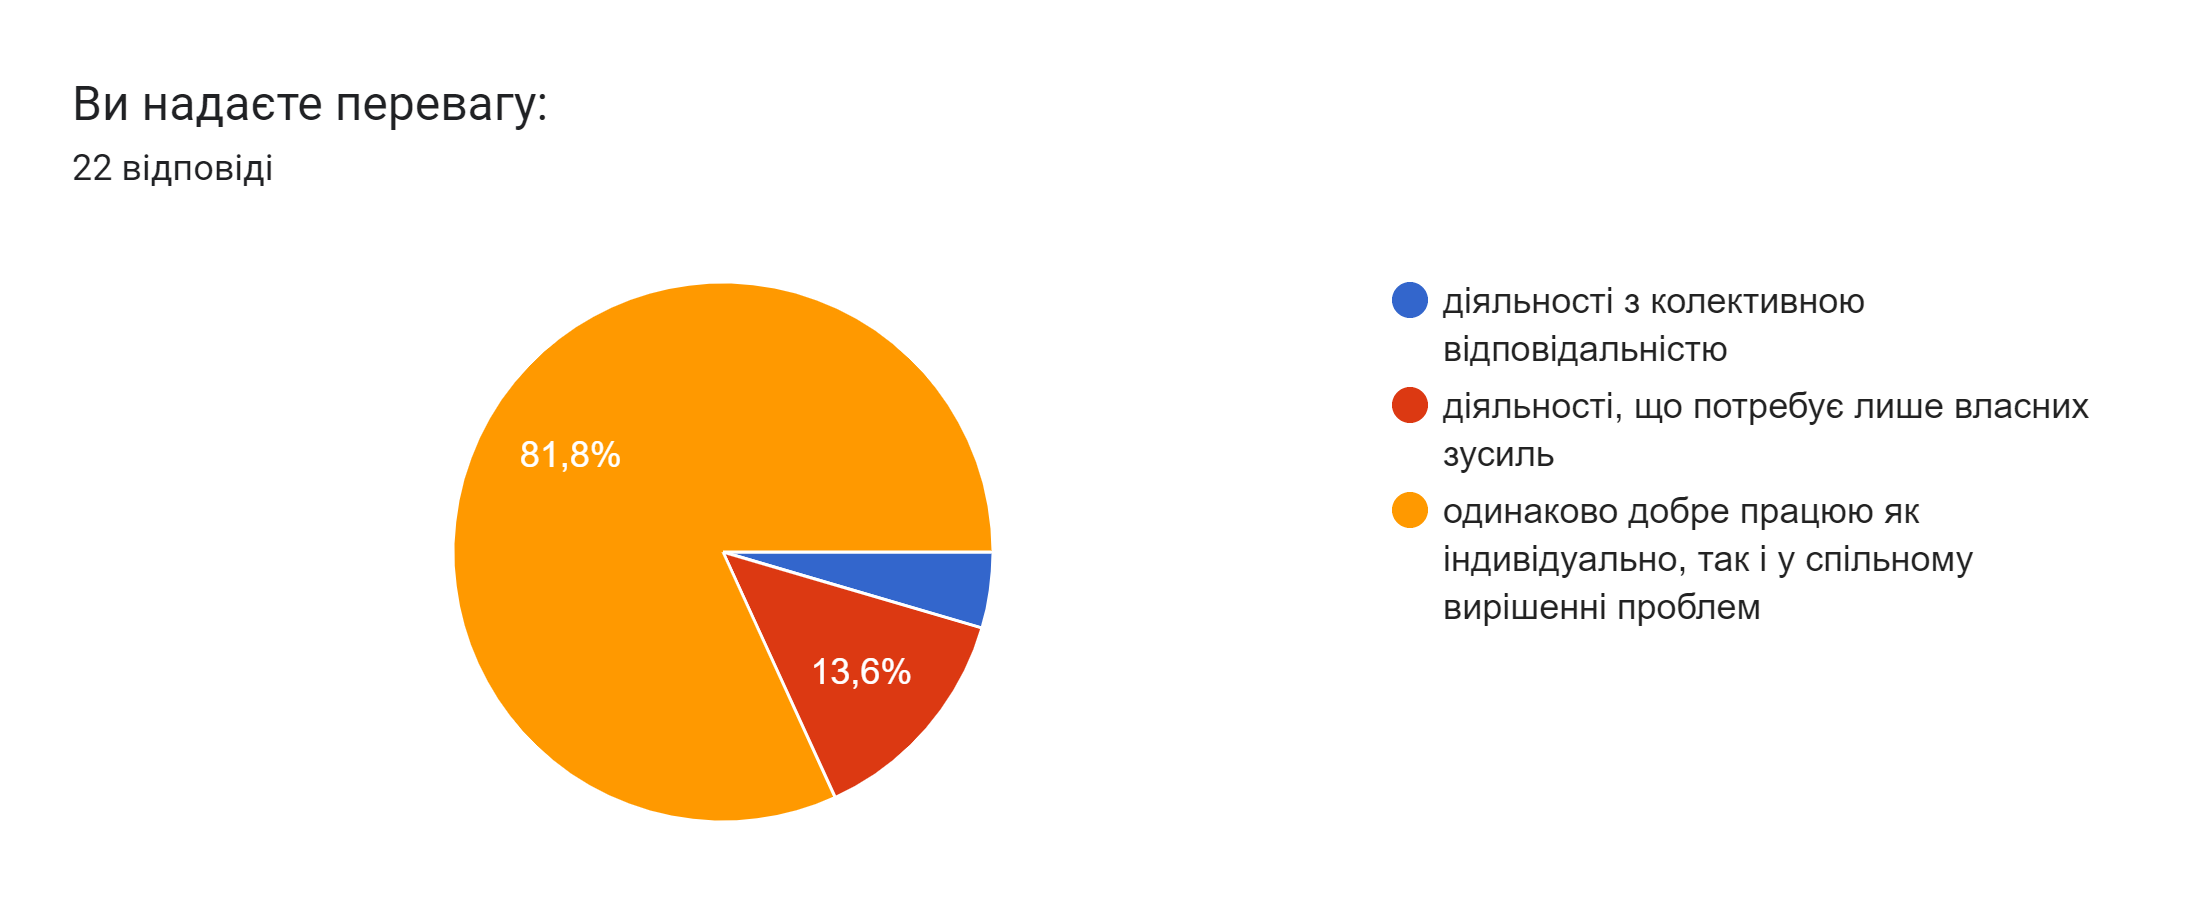 Ви надаєте перевагу:
22 відповіді
діяльності з колективною
відповідальністю
діяльності, що потребує лише власних
зусиль
одинаково добре працюю як
індивідуально, так і у спільному
вирішенні проблем
81,8%
13,6%